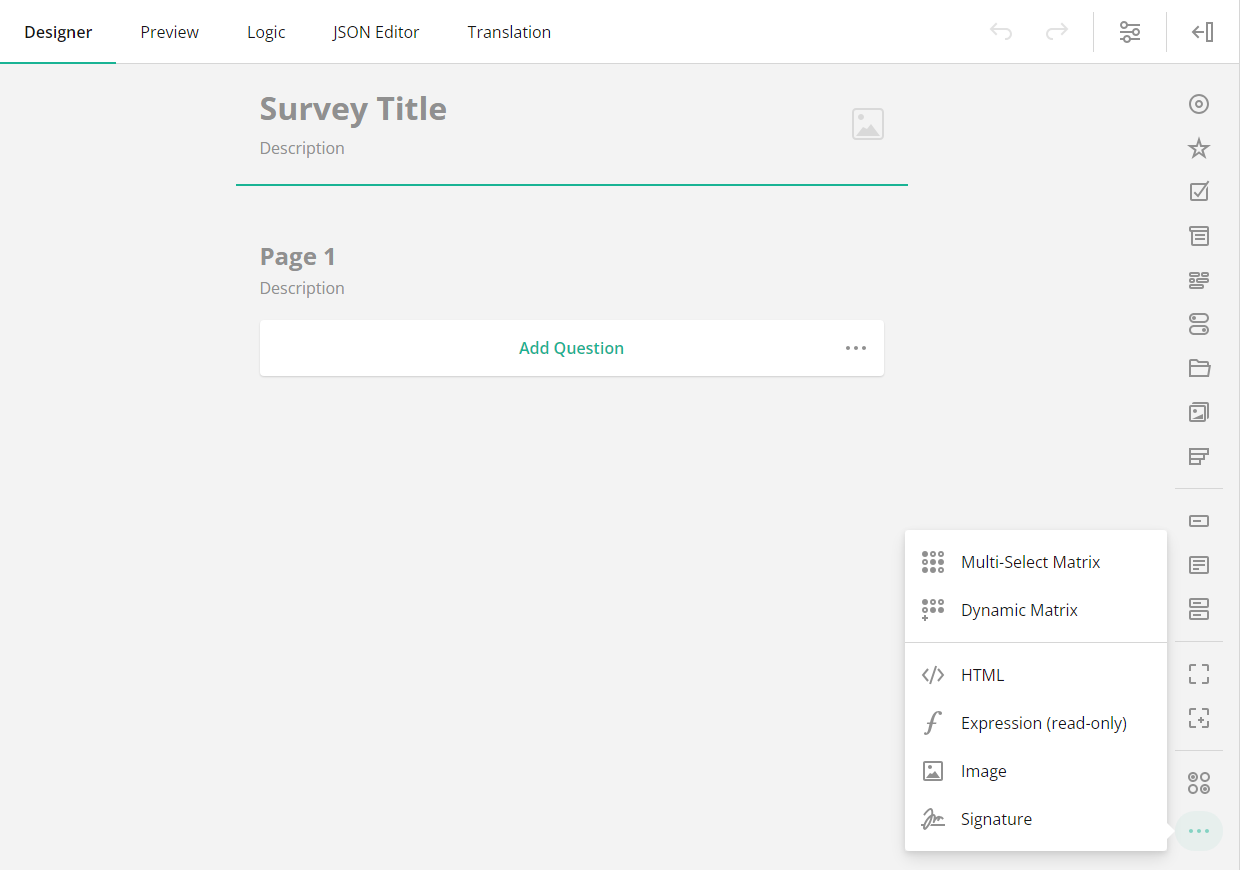 Designer
Preview
Logic
JSON Editor
Translation
Survey Title
Description
Page 1
Description
Add Question
Multi-Select Matrix
Dynamic Matrix
HTML
Expression (read-only)
Image
Signature